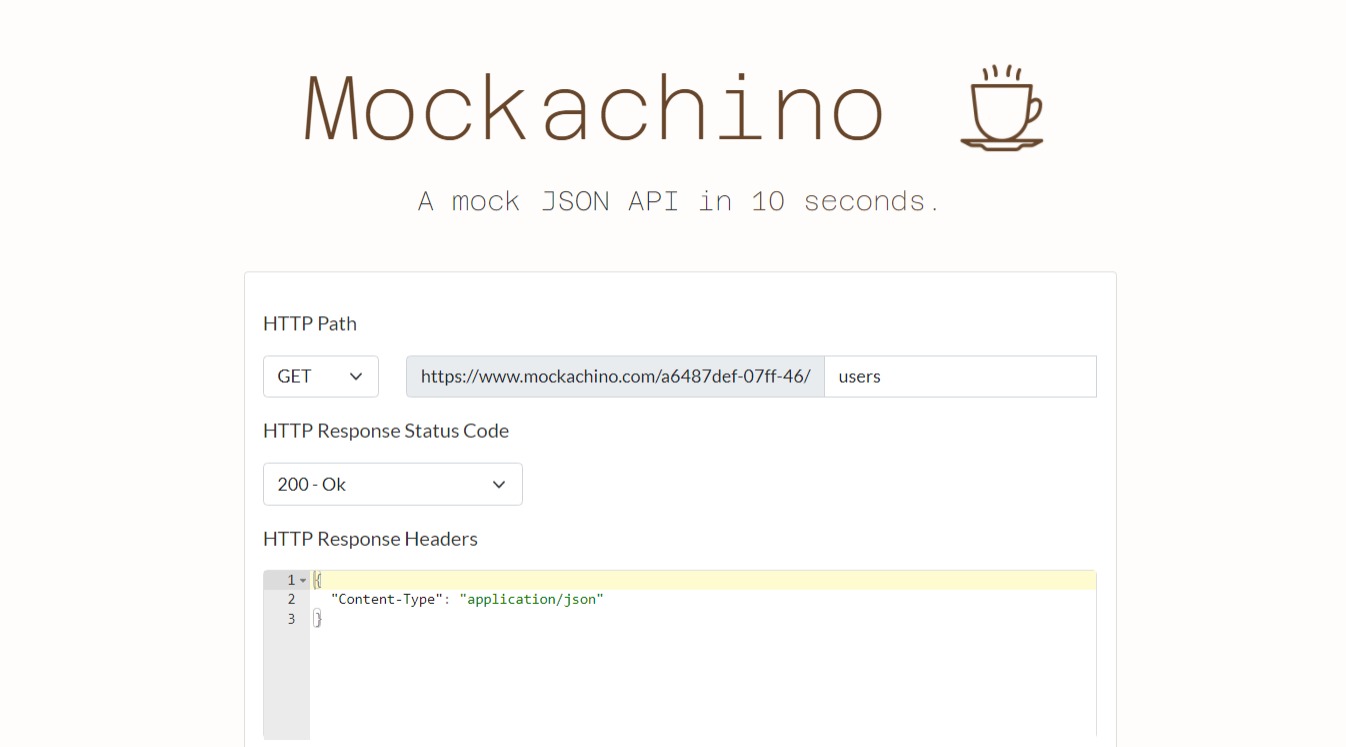 Mockachino
A mock JSON API in 10 seconds.
HTTP Path
GET https://www.mockachino.com/a6487def-07ff-46/ users
HTTP Response Status Code
200 - Ok
HTTP Response Headers
1 {
2 "Content-Type": "application/json"
3 }